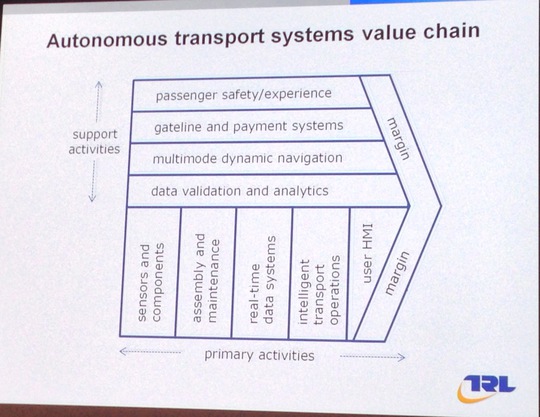 Autonomous transport systems value chain
support
activities
passenger safety/experience
gateline and payment systems
multimode dynamic navigation
data validation and analytics
margin
sensors and
components
assembly and
maintenance
real-time
data systems
intelligent
transport
operations
user HMI
margin
primary activities
TRL